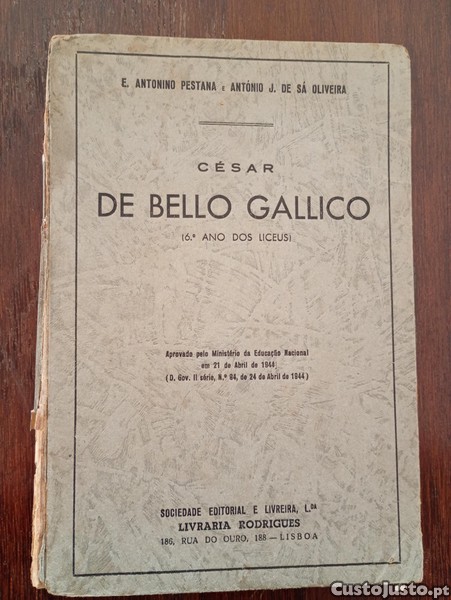 E. ANTONINO PESTANA e ANTÓNIO J. DE SÁ OLIVEIRA
CÉSAR
DE BELLO GALLICO
(6.º ANO DOS LICEUS)
Aprovado pelo Ministério da Educação Nacional
em 21 de Abril de 1944
(D. Gov. II série, N.º 94, de 24 de Abril de 1944)
SOCIEDADE EDITORIAL E LIVREIRA, L.DA
LIVRARIA RODRIGUES
186, RUA DO OURO, 188 — LISBOA
Custojusto.pt